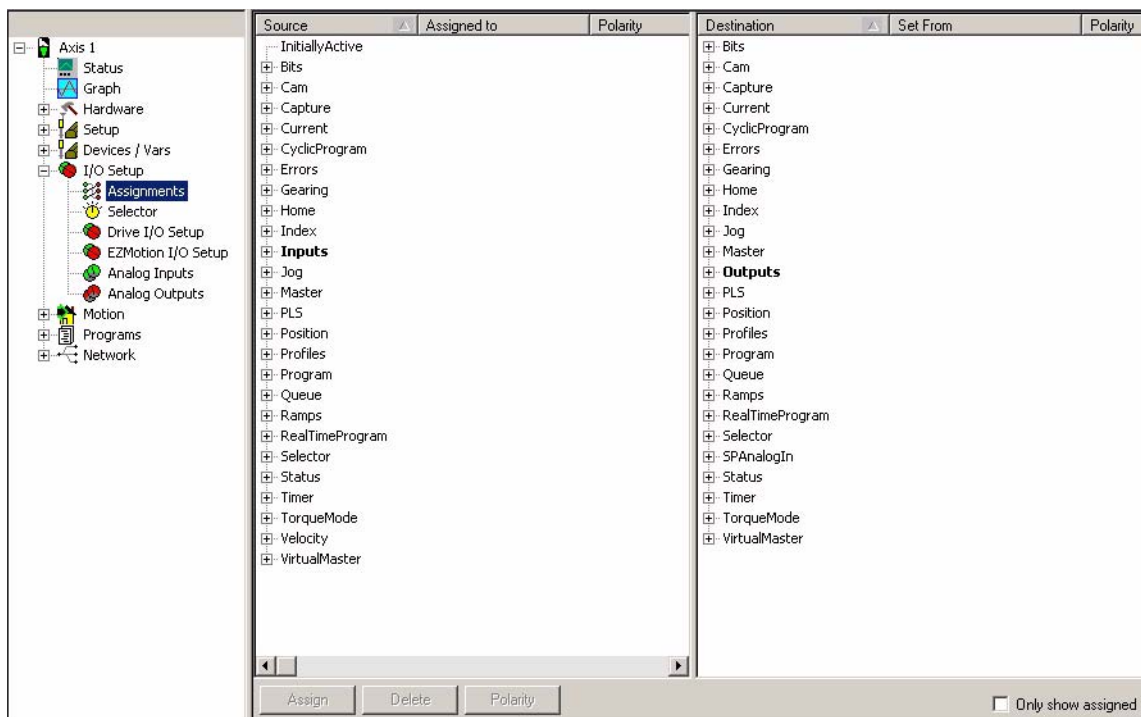 Axis 1
Status
Graph
Hardware
Setup
Devices / Vars
I/O Setup
Assignments
Selector
Drive I/O Setup
EZMotion I/O Setup
Analog Inputs
Analog Outputs
Motion
Programs
Network
Source Assigned to Polarity
InitiallyActive
Bits
Cam
Capture
Current
CyclicProgram
Errors
Gearing
Home
Index
Inputs
Jog
Master
PLS
Position
Profiles
Program
Queue
Ramps
RealTimeProgram
Selector
Status
Timer
TorqueMode
Velocity
VirtualMaster
Destination Set From Polarity
Bits
Cam
Capture
Current
CyclicProgram
Errors
Gearing
Home
Index
Jog
Master
Outputs
PLS
Position
Profiles
Program
Queue
Ramps
RealTimeProgram
Selector
SPAnalogIn
Status
Timer
TorqueMode
VirtualMaster
Assign Delete Polarity Only show assigned